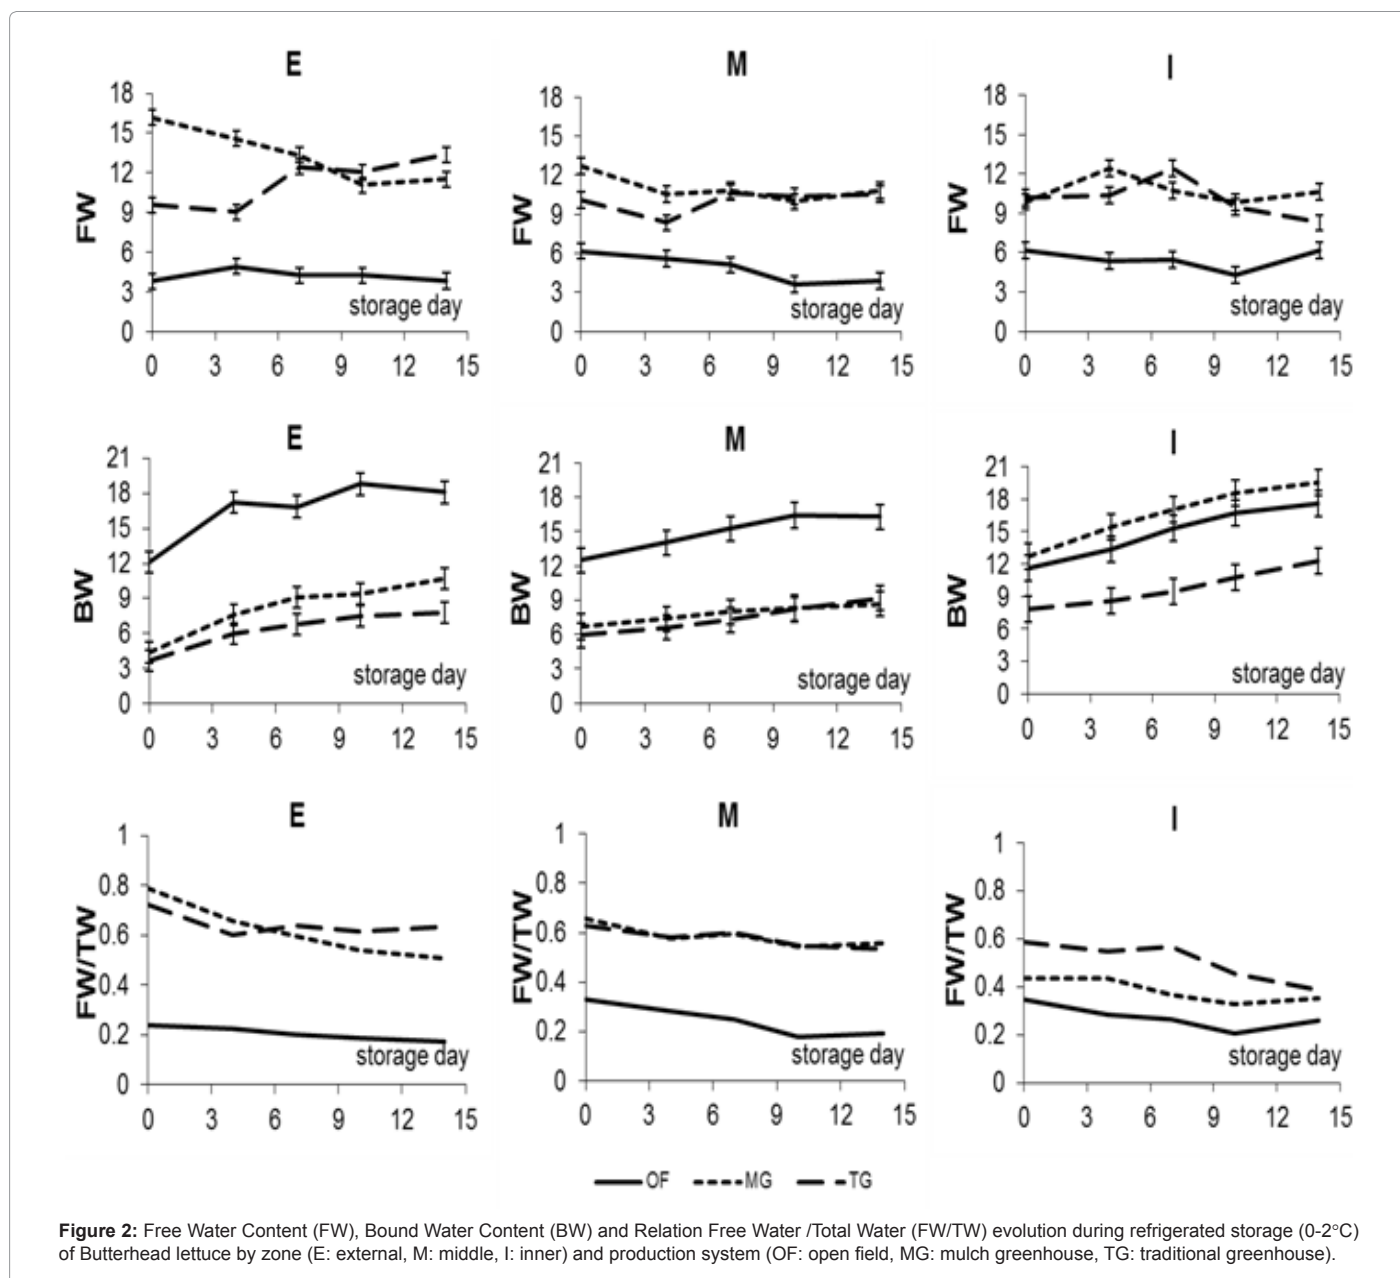 E
M
I
18
15
12
9
6
3
0
FW
storage day
0 3 6 9 12 15
18
15
12
9
6
3
0
FW
storage day
0 3 6 9 12 15
18
15
12
9
6
3
0
FW
storage day
0 3 6 9 12 15
E
M
I
21
18
15
12
9
6
3
0
BW
storage day
0 3 6 9 12 15
21
18
15
12
9
6
3
0
BW
storage day
0 3 6 9 12 15
21
18
15
12
9
6
3
0
BW
storage day
0 3 6 9 12 15
E
M
I
1
0.8
0.6
0.4
0.2
0
FW/TW
storage day
0 3 6 9 12 15
1
0.8
0.6
0.4
0.2
0
FW/TW
storage day
0 3 6 9 12 15
1
0.8
0.6
0.4
0.2
0
FW/TW
storage day
0 3 6 9 12 15
OF MG TG
Figure 2: Free Water Content (FW), Bound Water Content (BW) and Relation Free Water /Total Water (FW/TW) evolution during refrigerated storage (0-2°C)
of Butterhead lettuce by zone (E: external, M: middle, I: inner) and production system (OF: open field, MG: mulch greenhouse, TG: traditional greenhouse).